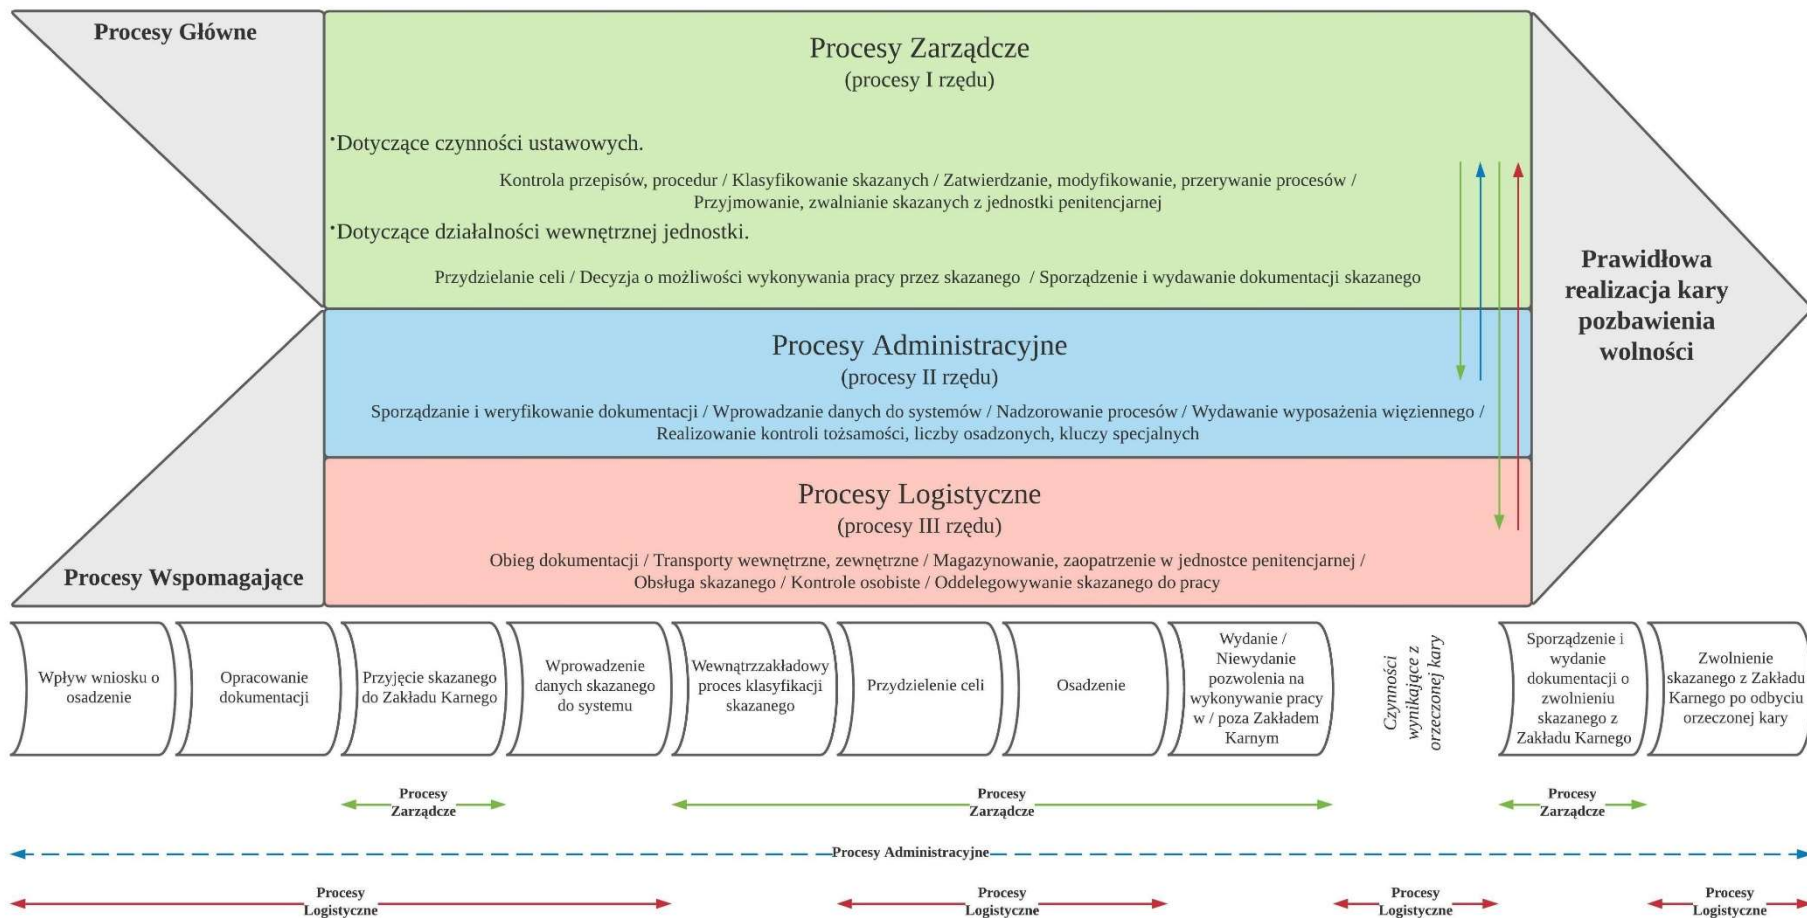 Procesy Główne
Procesy Zarządcze
(procesy I rzędu)
·Dotyczące czynności ustawowych.
Kontrola przepisów, procedur / Klasyfikowanie skazanych / Zatwierdzanie, modyfikowanie, przerywanie procesów /
Przyjmowanie, zwalnianie skazanych z jednostki penitencjarnej
·Dotyczące działalności wewnętrznej jednostki.
Przydzielanie celi / Decyzja o możliwości wykonywania pracy przez skazanego / Sporządzenie i wydawanie dokumentacji skazanego
Prawidłowa
realizacja kary
pozbawienia
wolności
Procesy Administracyjne
(procesy II rzędu)
Sporządzanie i weryfikowanie dokumentacji / Wprowadzanie danych do systemów / Nadzorowanie procesów / Wydawanie wyposażenia więziennego /
Realizowanie kontroli tożsamości, liczby osadzonych, kluczy specjalnych
Procesy Logistyczne
(procesy III rzędu)
Obieg dokumentacji / Transporty wewnętrzne, zewnętrzne / Magazynowanie, zaopatrzenie w jednostce penitencjarnej /
Obsługa skazanego / Kontrole osobiste / Oddelegowywanie skazanego do pracy
Procesy Wspomagające
Wpływ wniosku o
osadzenie
Opracowanie
dokumentacji
Przyjęcie skazanego
do Zakładu Karnego
Wprowadzenie
danych skazanego
do systemu
Wewnątrzzakładowy
proces klasyfikacji
skazanego
Przydzielenie celi
Osadzenie
Wydanie /
Niewydanie
pozwolenia na
wykonywanie pracy
w / poza Zakładem
Karnym
Czynności
wynikające z
orzeczonej kary
Sporządzenie i
wydanie
dokumentacji o
zwolnieniu
skazanego z
Zakładu Karnego
Zwolnienie
skazanego z Zakładu
Karnego po odbyciu
orzeczonej kary
Procesy
Zarządcze
Procesy
Zarządcze
Procesy
Zarządcze
Procesy Administracyjne
Procesy
Logistyczne
Procesy
Logistyczne
Procesy
Logistyczne
Procesy
Logistyczne